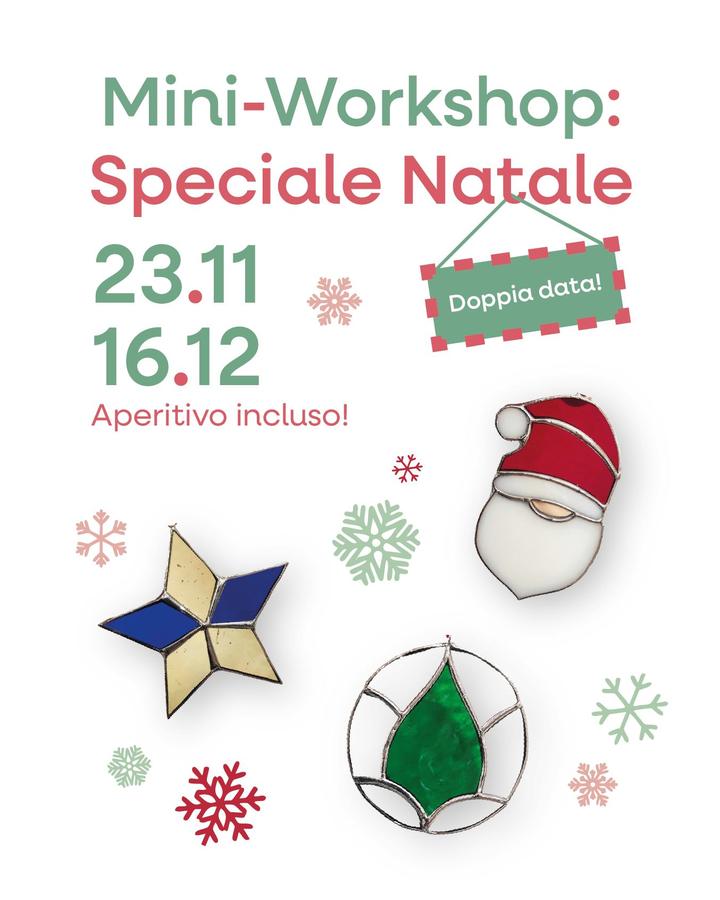 Mini-Workshop:
Speciale Natale
23.11
16.12
Doppia data!
Aperitivo incluso!